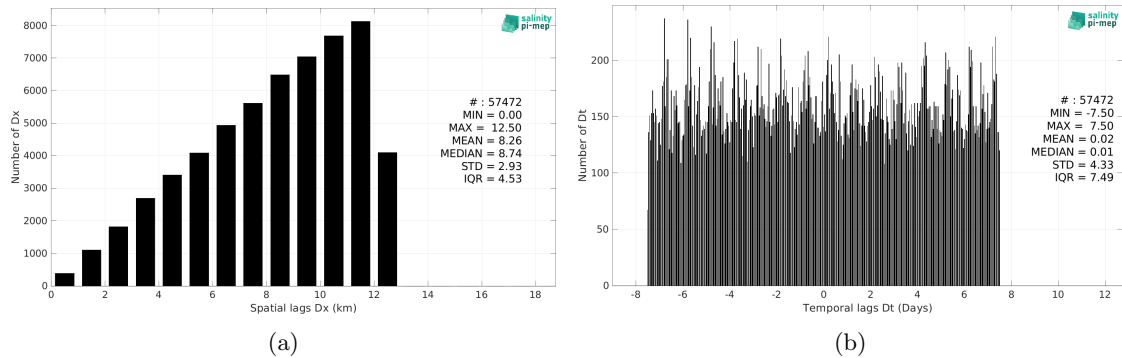 8000
7000
6000
5000
4000
3000
2000
1000
0
Number of Dx
salinity
pi-mep
# : 57472
MIN = 0.00
MAX = 12.50
MEAN = 8.26
MEDIAN = 8.74
STD = 2.93
IQR = 4.53
0 2 4 6 8 10 12 14 16 18
Spatial lags Dx (km)
(a)
200
150
100
50
0
Number of Dt
salinity
pi-mep
# : 57472
MIN = -7.50
MAX = 7.50
MEAN = 0.02
MEDIAN = 0.01
STD = 4.33
IQR = 7.49
-8 -6 -4 -2 0 2 4 6 8 10 12
Temporal lags Dt (Days)
(b)